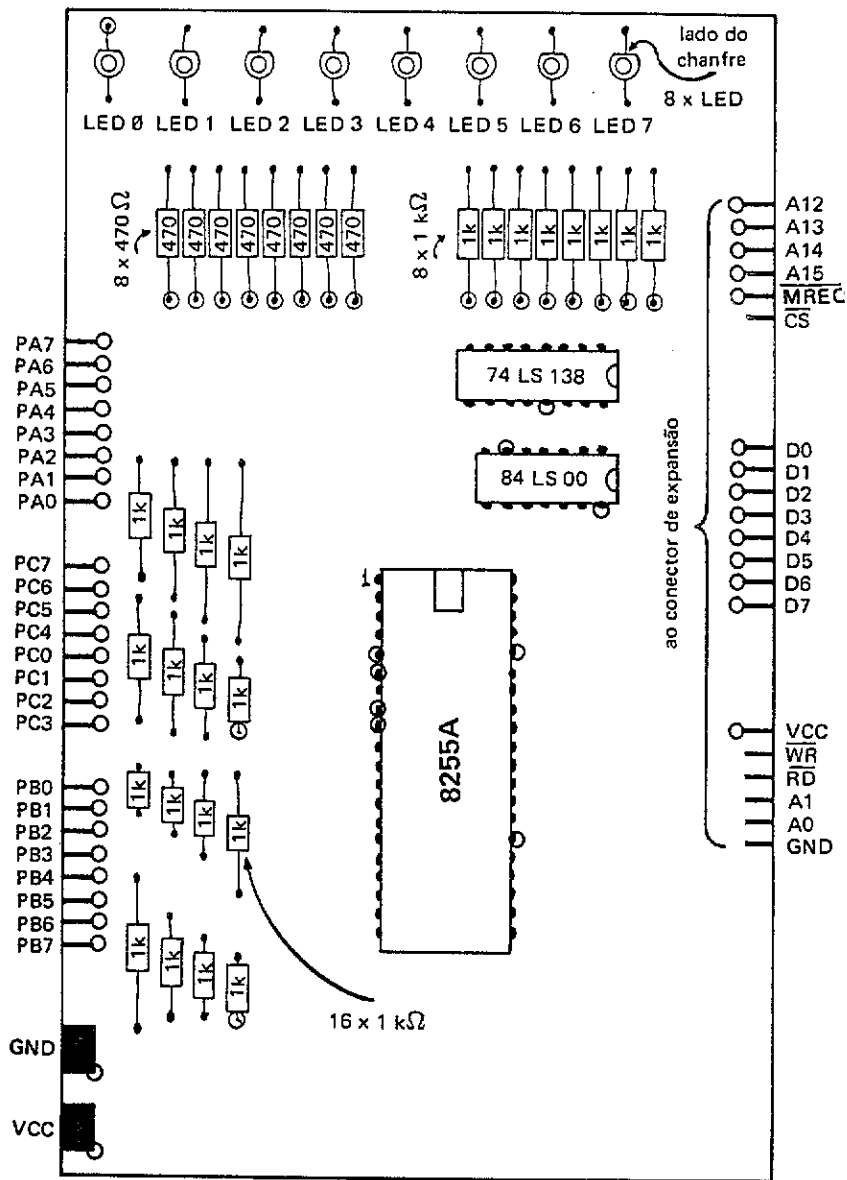 lado do
chanfre
8 x LED
LED 0 LED 1 LED 2 LED 3 LED 4 LED 5 LED 6 LED 7
8 x 470 Ω
470 470 470 470 470 470 470 470
8 x 1 kΩ
1k 1k 1k 1k 1k 1k 1k 1k
A12
A13
A14
A15
MREC
CS
PA7
PA6
PA5
PA4
PA3
PA2
PA1
PA0
74 LS 138
84 LS 00
ao conector de expansão
D0
D1
D2
D3
D4
D5
D6
D7
1k 1k 1k 1k
PC7
PC6
PC5
PC4
PC0
PC1
PC2
PC3
1k 1k 1k 1k
1
8255A
VCC
WR
RD
A1
A0
GND
PB0
PB1
PB2
PB3
PB4
PB5
PB6
PB7
1k 1k 1k 1k
1k 1k 1k 1k
16 x 1 kΩ
GND
VCC